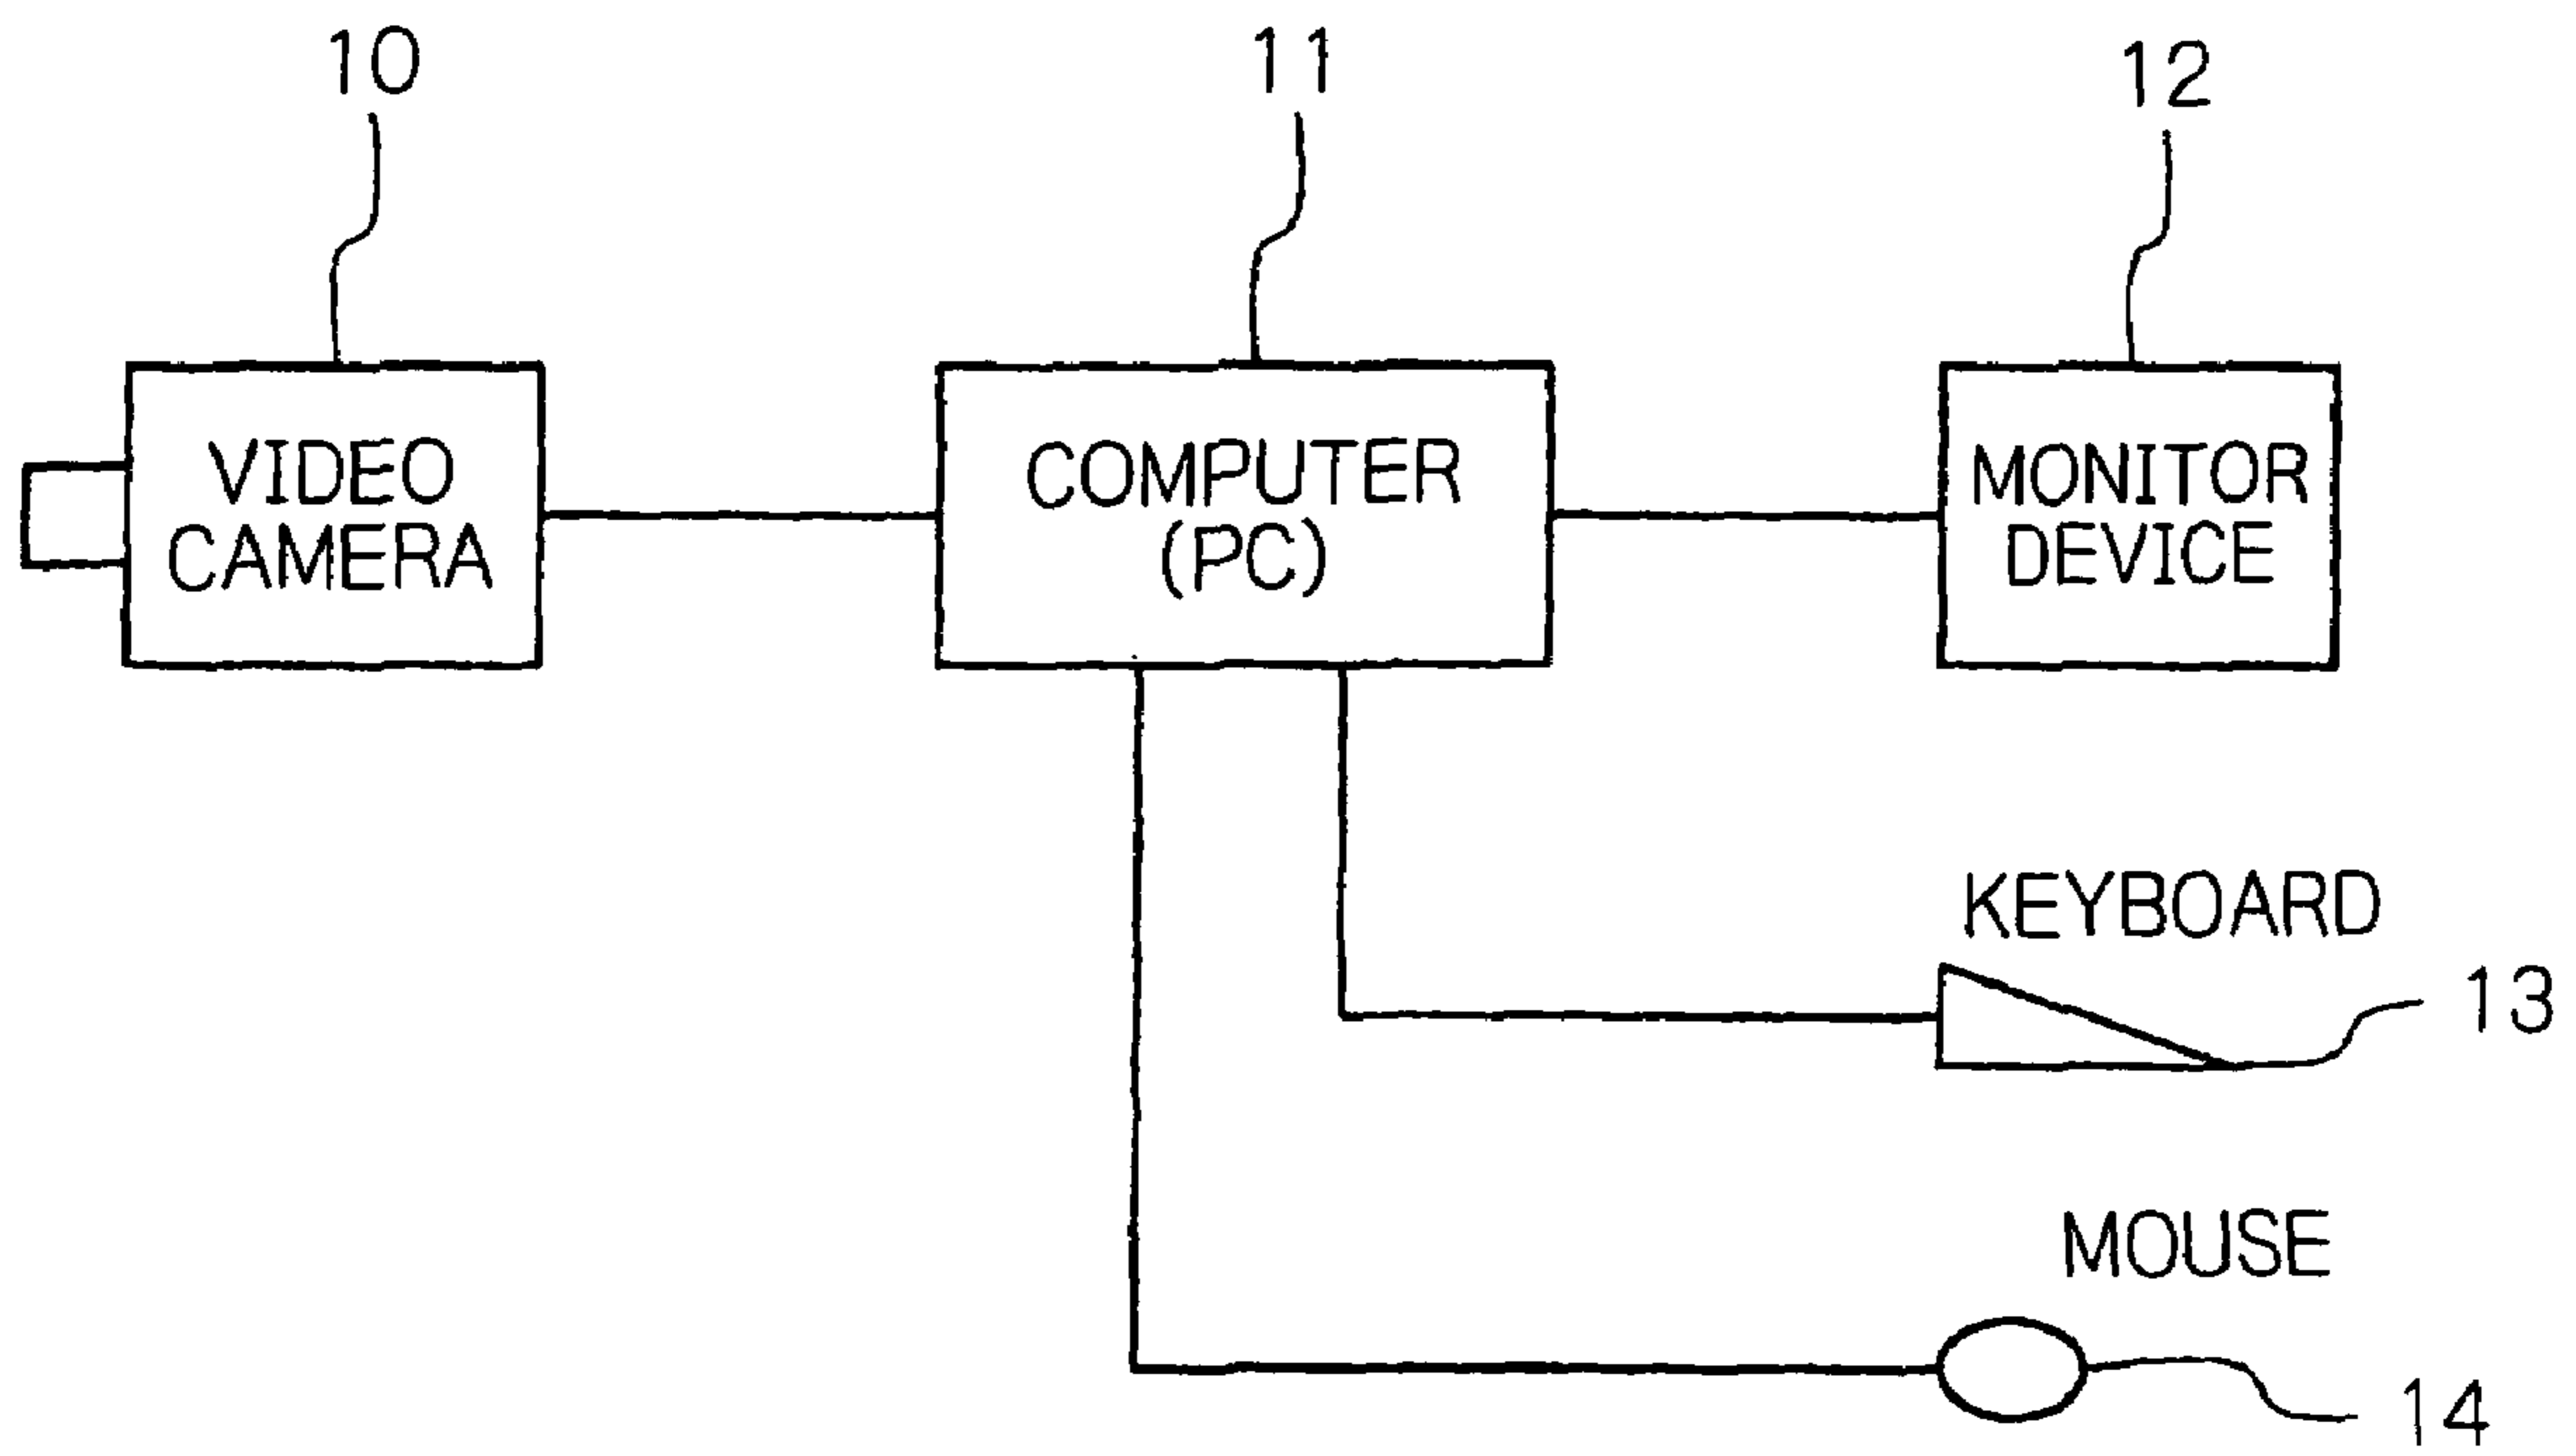 10
11
12
VIDEO
CAMERA
COMPUTER
(PC)
MONITOR
DEVICE
KEYBOARD
13
MOUSE
14